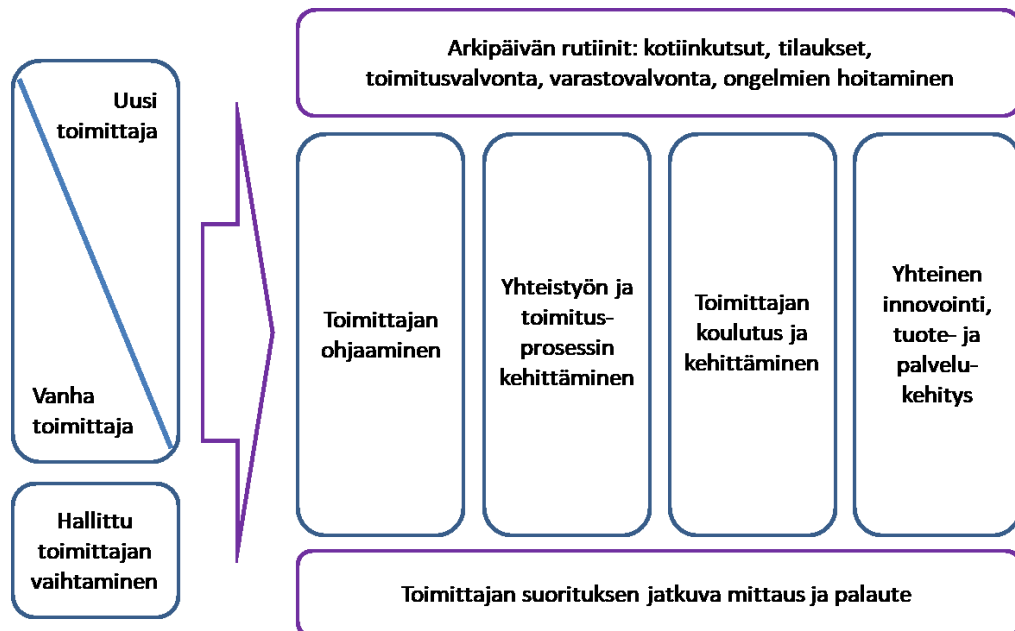 Arkipäivän rutiinit: kotiinkutsut, tilaukset,
toimitusvalvonta, varastovalvonta, ongelmien hoitaminen
Uusi
toimittaja
Vanha
toimittaja
Hallittu
toimittajan
vaihtaminen
Toimittajan
ohjaaminen
Yhteistyön ja
toimitus-
prosessin
kehittäminen
Toimittajan
koulutus ja
kehittäminen
Yhteinen
innovointi,
tuote- ja
palvelu-
kehitys
Toimittajan suorituksen jatkuva mittaus ja palaute